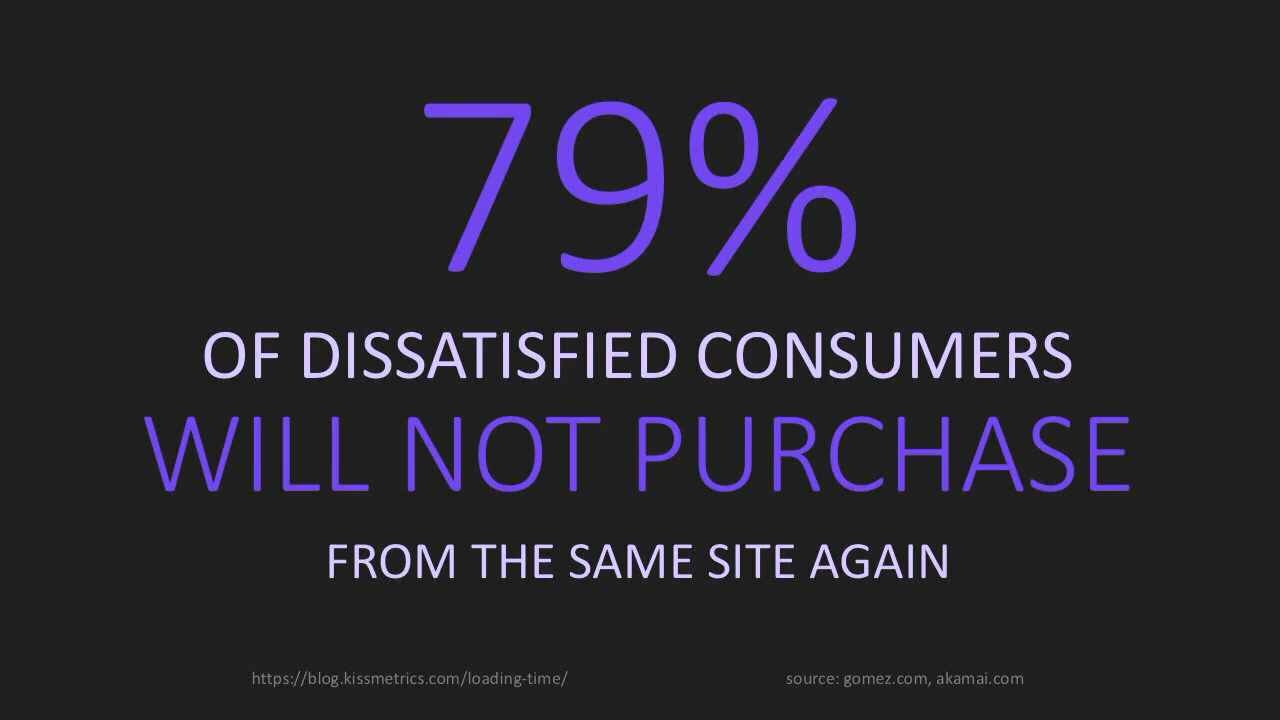 79%
OF DISSATISFIED CONSUMERS
WILL NOT PURCHASE
FROM THE SAME SITE AGAIN
https://blog.kissmetrics.com/loading-time/
source: gomez.com, akamai.com